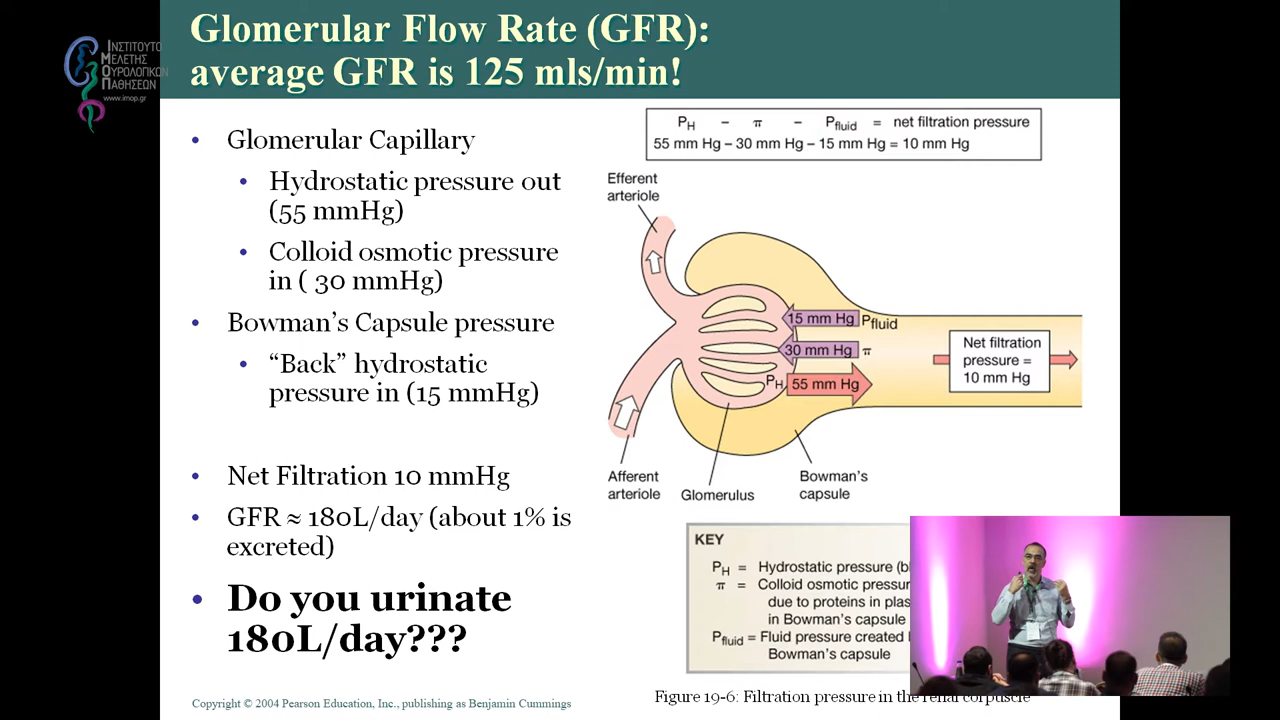 Glomerular Flow Rate (GFR):
average GFR is 125 mls/min!
ΙΝΣΤΙΤΟΥΤΟ
ΜΕΛΕΤΗΣ
ΟΥΡΟΛΟΓΙΚΩΝ
ΠΑΘΗΣΕΩΝ
www.imop.gr
• Glomerular Capillary
• Hydrostatic pressure out
(55 mmHg)
• Colloid osmotic pressure
in ( 30 mmHg)
• Bowman's Capsule pressure
• “Back” hydrostatic
pressure in (15 mmHg)
• Net Filtration 10 mmHg
• GFR ≈ 180L/day (about 1% is
excreted)
• Do you urinate
180L/day???
PH – π – Pfluid = net filtration pressure
55 mm Hg – 30 mm Hg – 15 mm Hg = 10 mm Hg
Efferent
arteriole
15 mm Hg Pfluid
30 mm Hg π
PH 55 mm Hg
Net filtration
pressure =
10 mm Hg
Afferent
arteriole
Glomerulus
Bowman's
capsule
KEY
PH = Hydrostatic pressure (b
π = Colloid osmotic pressur
due to proteins in plas
in Bowman's capsule
Pfluid = Fluid pressure created
Bowman's capsule
Copyright © 2004 Pearson Education, Inc., publishing as Benjamin Cummings
Figure 19-6: Filtration pressure in the renal corpuscle